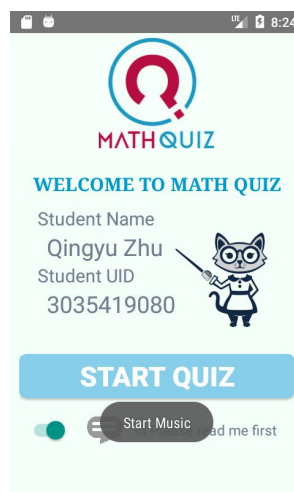 LTE 8:24
MATH QUIZ
WELCOME TO MATH QUIZ
Student Name
Qingyu Zhu
Student UID
3035419080
START QUIZ
Start Music
read me first